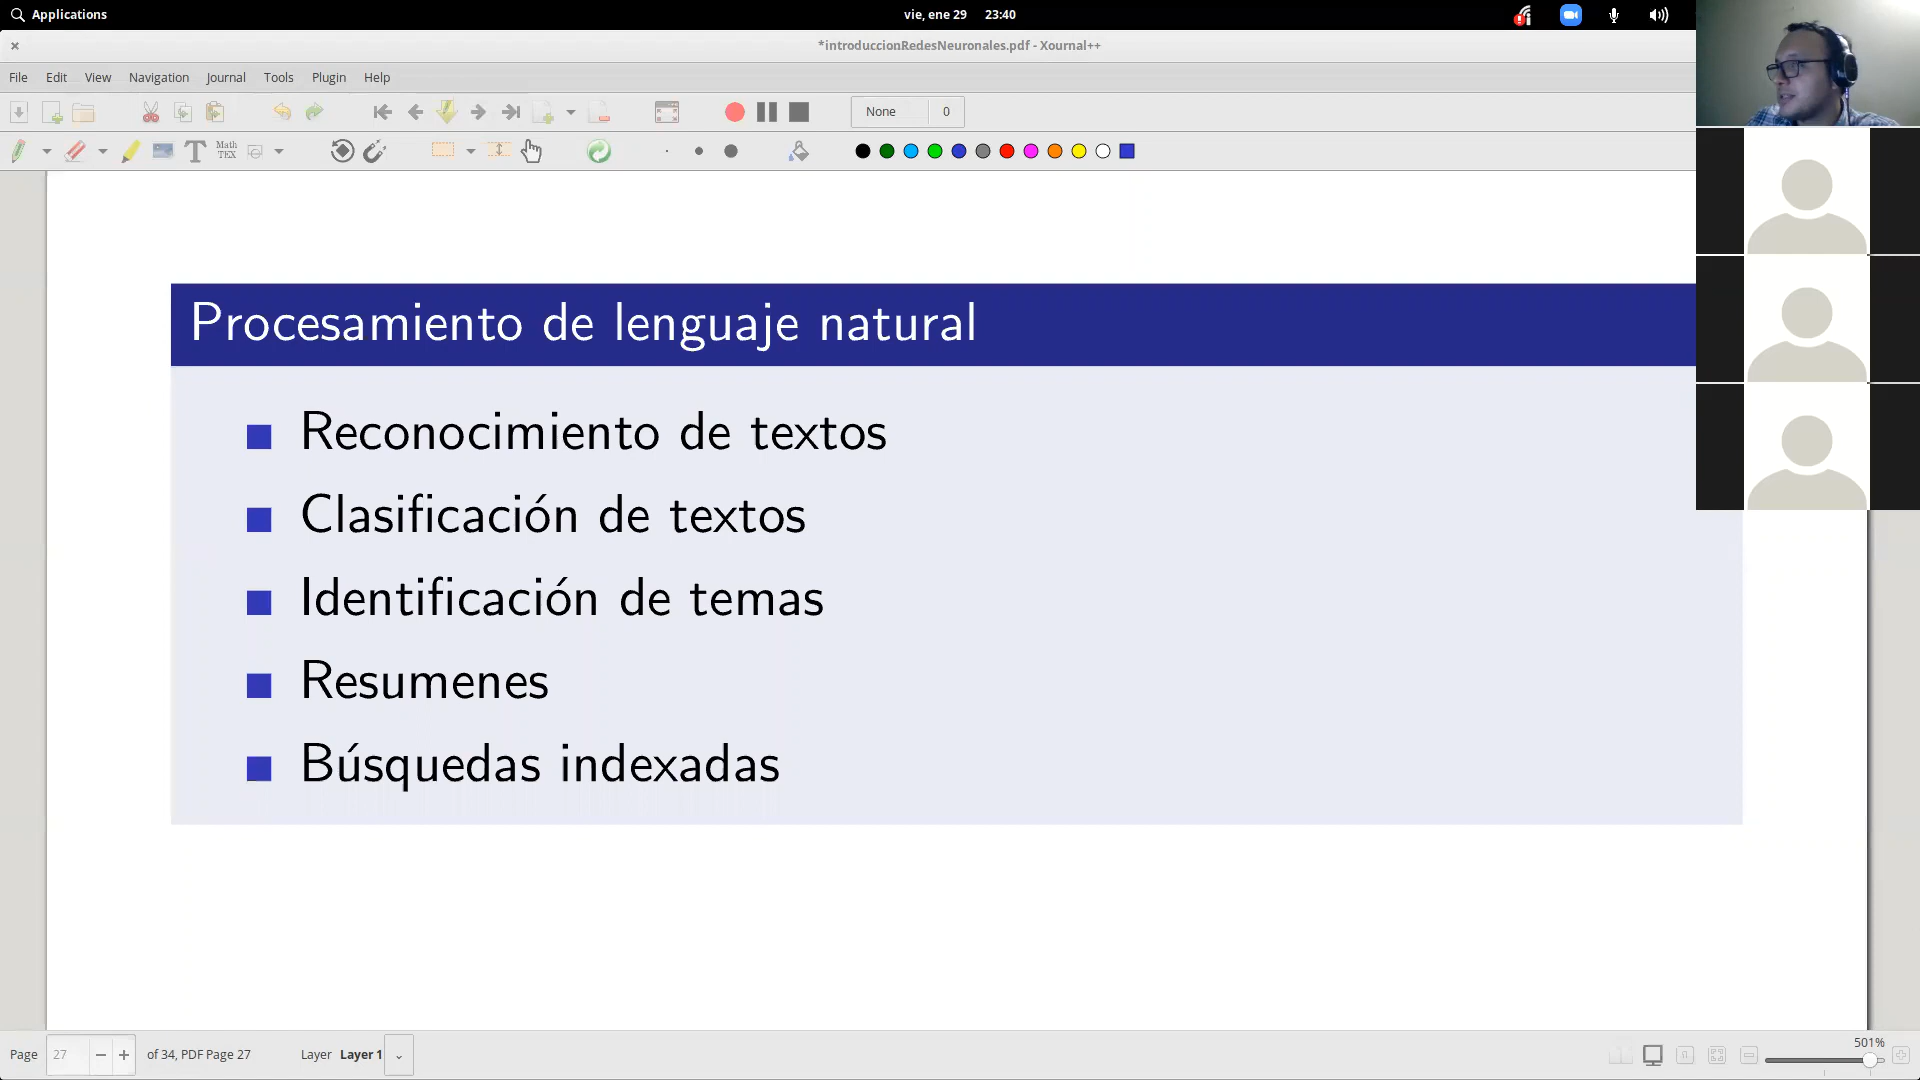 Applications
vie, ene 29 23:40
*introduccionRedesNeuronales.pdf - Xournal++
File Edit View Navigation Journal Tools Plugin Help
None 0
Math
TEX
Procesamiento de lenguaje natural
Reconocimiento de textos
Clasificación de textos
Identificación de temas
Resumenes
Búsquedas indexadas
Page 27 of 34, PDF Page 27 Layer Layer 1
501%